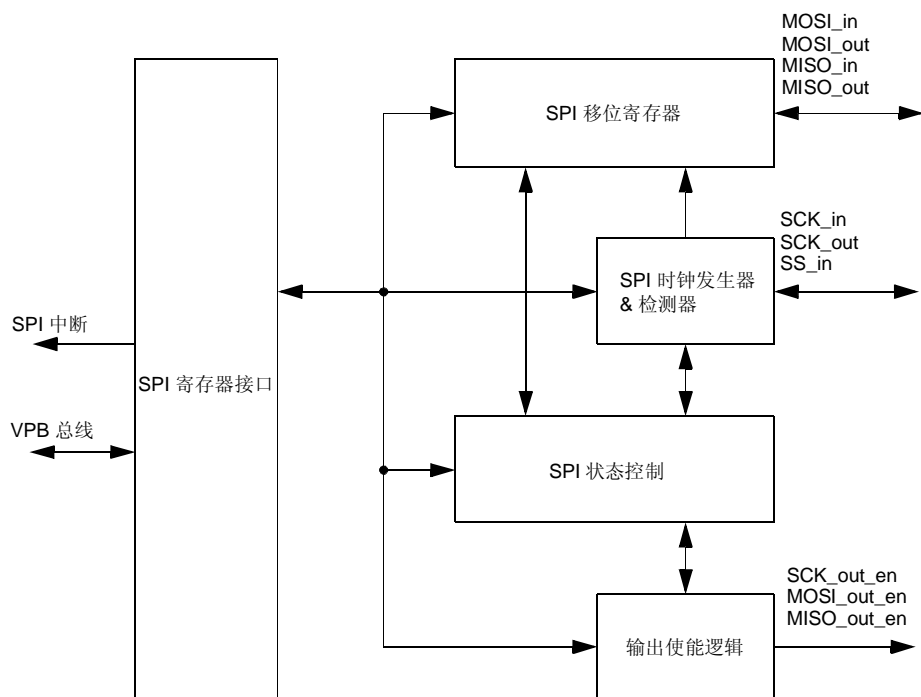 MOSI_in
MOSI_out
MISO_in
MISO_out
SPI 移位寄存器
SCK_in
SCK_out
SS_in
SPI 时钟发生器
& 检测器
SPI 中断
SPI 寄存器接口
VPB 总线
SPI 状态控制
SCK_out_en
MOSI_out_en
MISO_out_en
输出使能逻辑